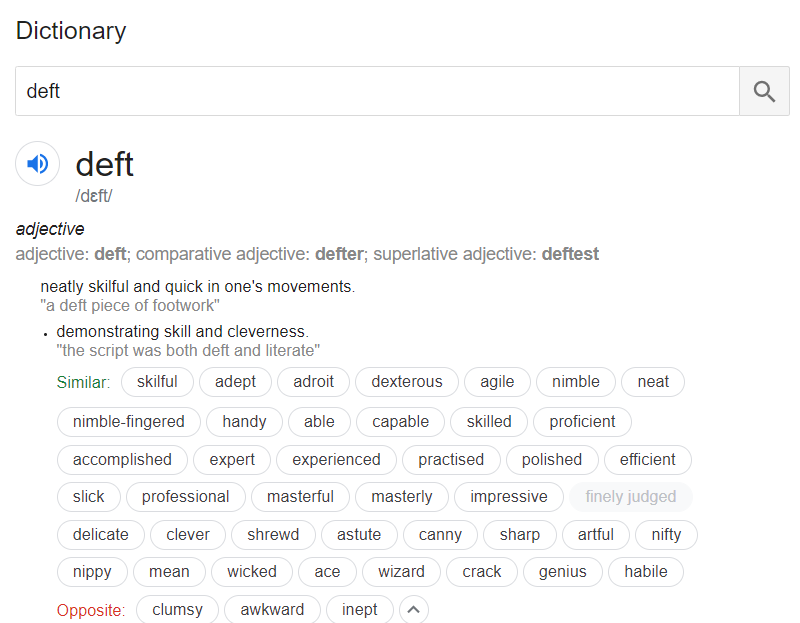 Dictionary
deft
deft
/dɛft/
adjective
adjective: deft; comparative adjective: defter; superlative adjective: deftest
neatly skilful and quick in one's movements.
"a deft piece of footwork"
• demonstrating skill and cleverness.
"the script was both deft and literate"
Similar: skilful adept adroit dexterous agile nimble neat
nimble-fingered handy able capable skilled proficient
accomplished expert experienced practised polished efficient
slick professional masterful masterly impressive finely judged
delicate clever shrewd astute canny sharp artful nifty
nippy mean wicked ace wizard crack genius habile
Opposite: clumsy awkward inept